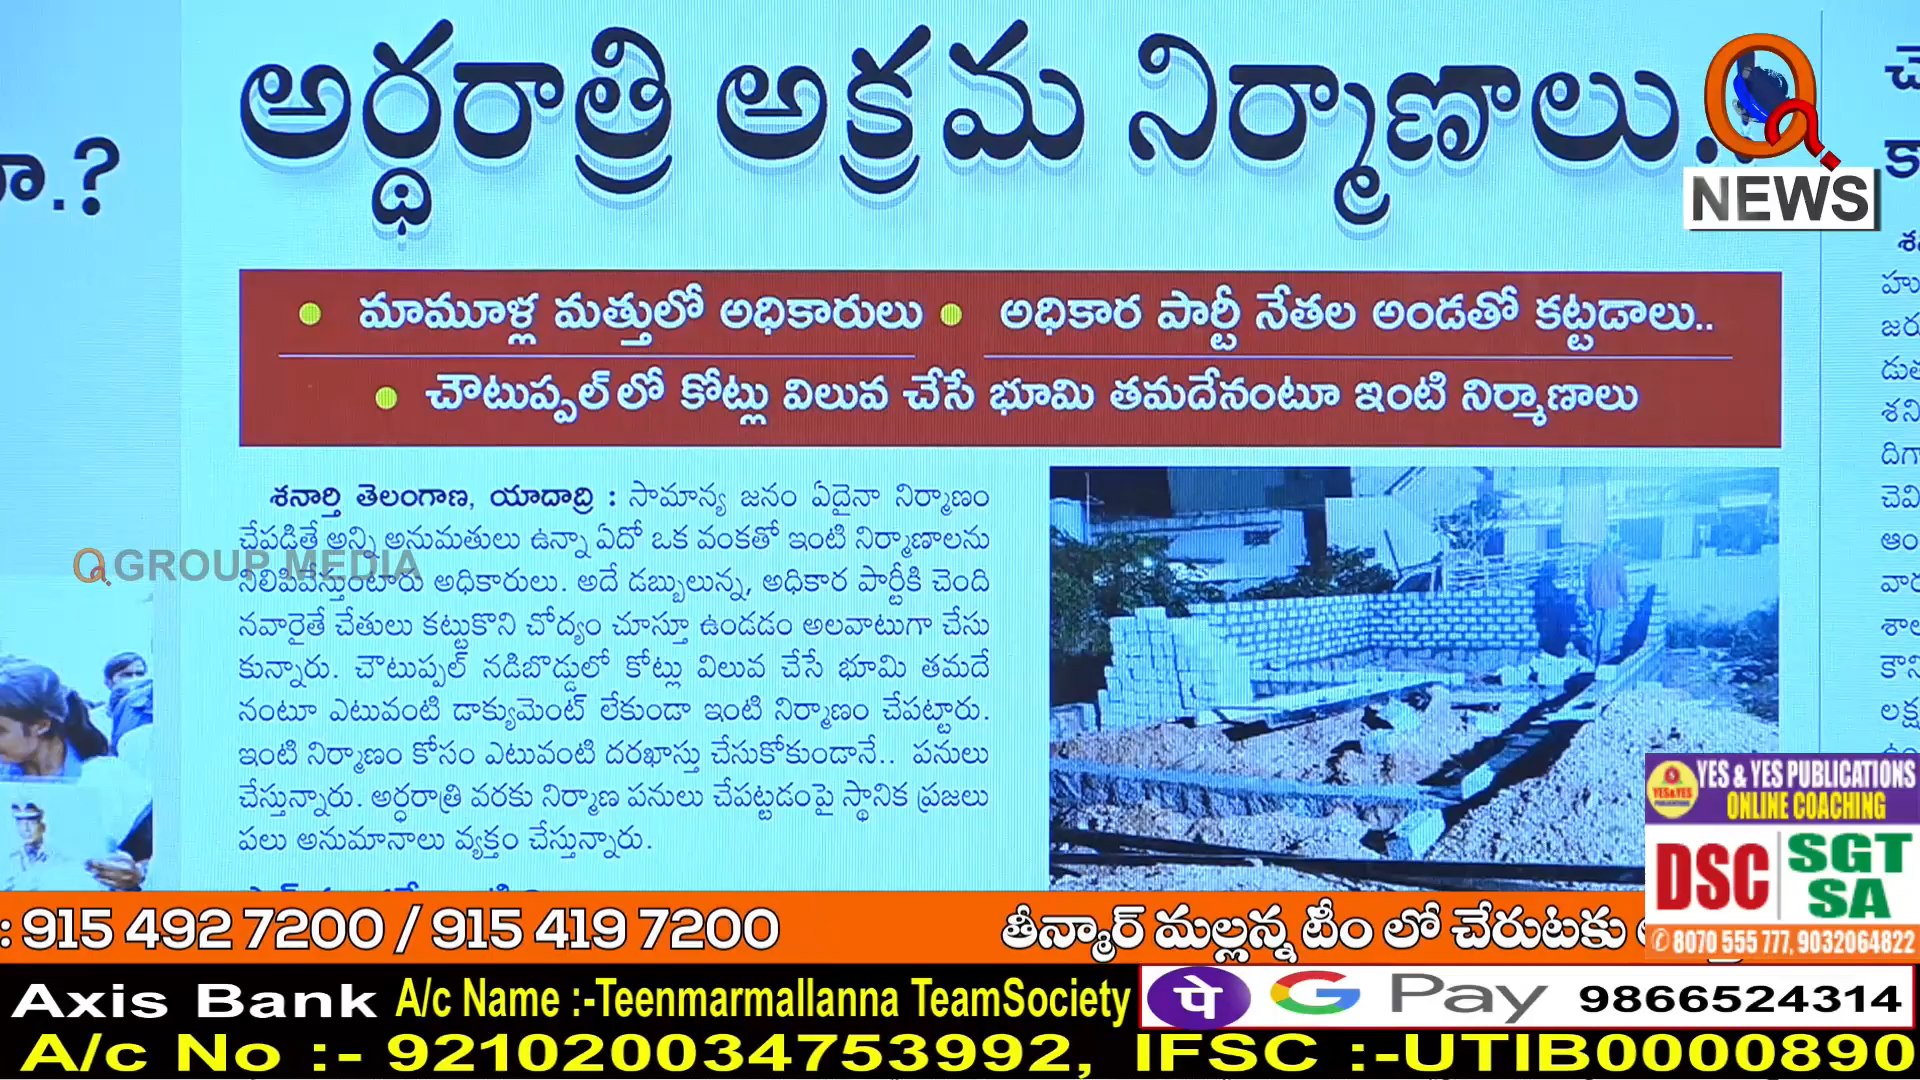 అర్ధరాత్రి అక్రమ నిర్మాణాలు..
NEWS
మామూళ్ల మత్తులో అధికారులు
అధికార పార్టీ నేతల అండతో కట్టడాలు..
చౌటుప్పల్ లో కోట్లు విలువ చేసే భూమి తమదేనంటూ ఇంటి నిర్మాణాలు
శనార్తి తెలంగాణ, యాదాద్రి : సామాన్య జనం ఏదైనా నిర్మాణం
చేపడితే అన్ని అనుమతులు ఉన్నా ఏదో ఒక వంకతో ఇంటి నిర్మాణాలను
నిలిపివేస్తుంటారు అధికారులు. అదే డబ్బులున్న, అధికార పార్టీకి చెంది
నవారైతే చేతులు కట్టుకొని చోద్యం చూస్తూ ఉండడం అలవాటుగా చేసు
కున్నారు. చౌటుప్పల్ నడిబొడ్డులో కోట్లు విలువ చేసే భూమి తమదే
నంటూ ఎటువంటి డాక్యుమెంట్ లేకుండా ఇంటి నిర్మాణం చేపట్టారు.
ఇంటి నిర్మాణం కోసం ఎటువంటి దరఖాస్తు చేసుకోకుండానే.. పనులు
చేస్తున్నారు. అర్ధరాత్రి వరకు నిర్మాణ పనులు చేపట్టడంపై స్థానిక ప్రజలు
పలు అనుమానాలు వ్యక్తం చేస్తున్నారు.
GROUP MEDIA
YES & YES PUBLICATIONS
ONLINE COACHING
DSC SGT SA
8070 555 777, 9032064822
: 915 492 7200 / 915 419 7200
తీన్మార్ మల్లన్న టీం లో చేరుటకు
Axis Bank A/c Name :-Teenmarmallanna TeamSociety
పే G Pay 9866524314
A/c No :- 921020034753992, IFSC :-UTIB0000890